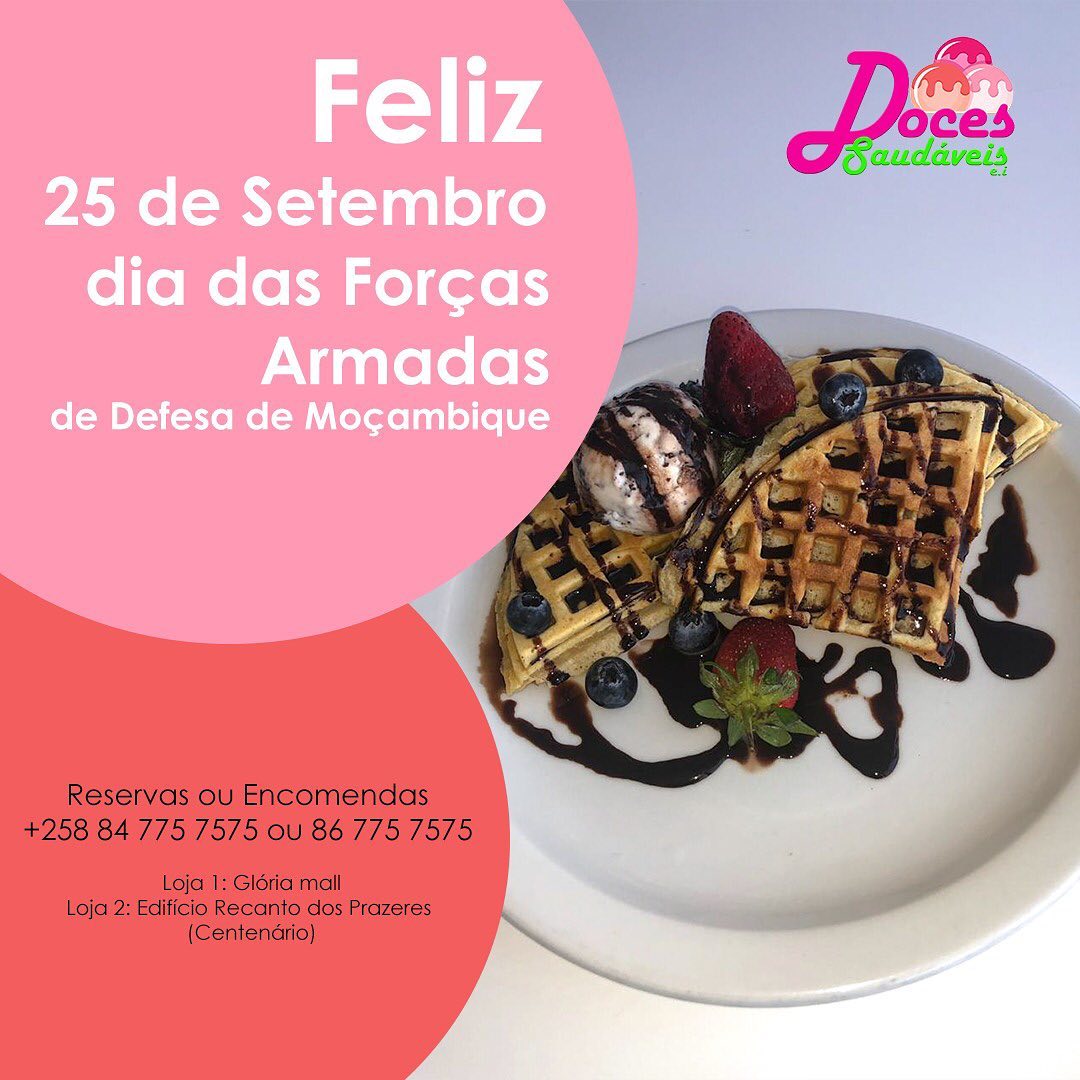 Feliz
25 de Setembro
dia das Forças
Armadas
de Defesa de Moçambique
Doces
Saudáveis
e.i
Reservas ou Encomendas
+258 84 775 7575 ou 86 775 7575
Loja 1: Glória mall
Loja 2: Edifício Recanto dos Prazeres
(Centenário)